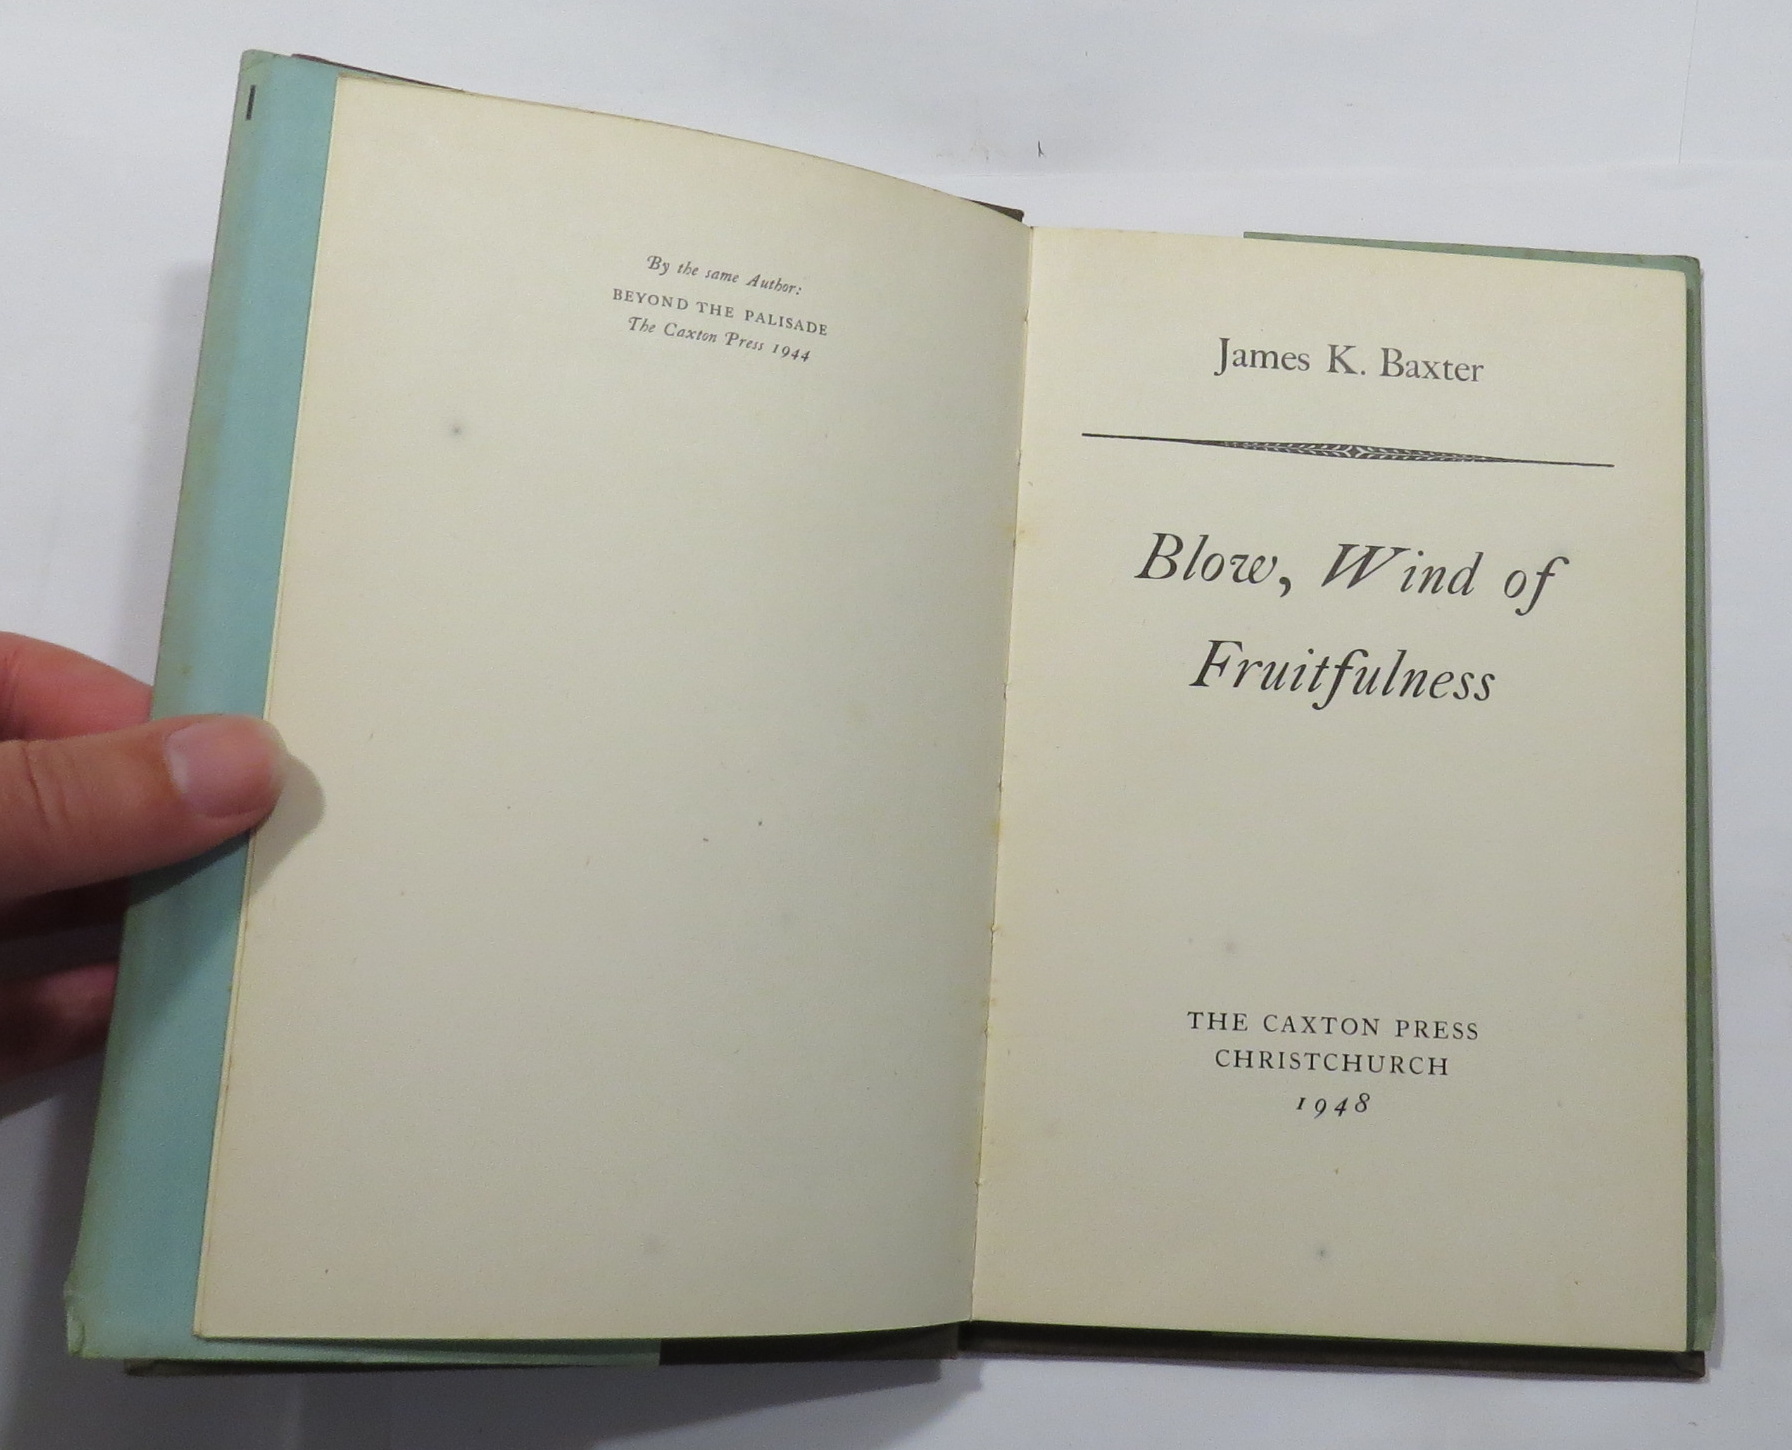 By the same Author:
BEYOND THE PALISADE
The Caxton Press 1944
James K. Baxter
Blow, Wind of
Fruitfulness
THE CAXTON PRESS
CHRISTCHURCH
1948